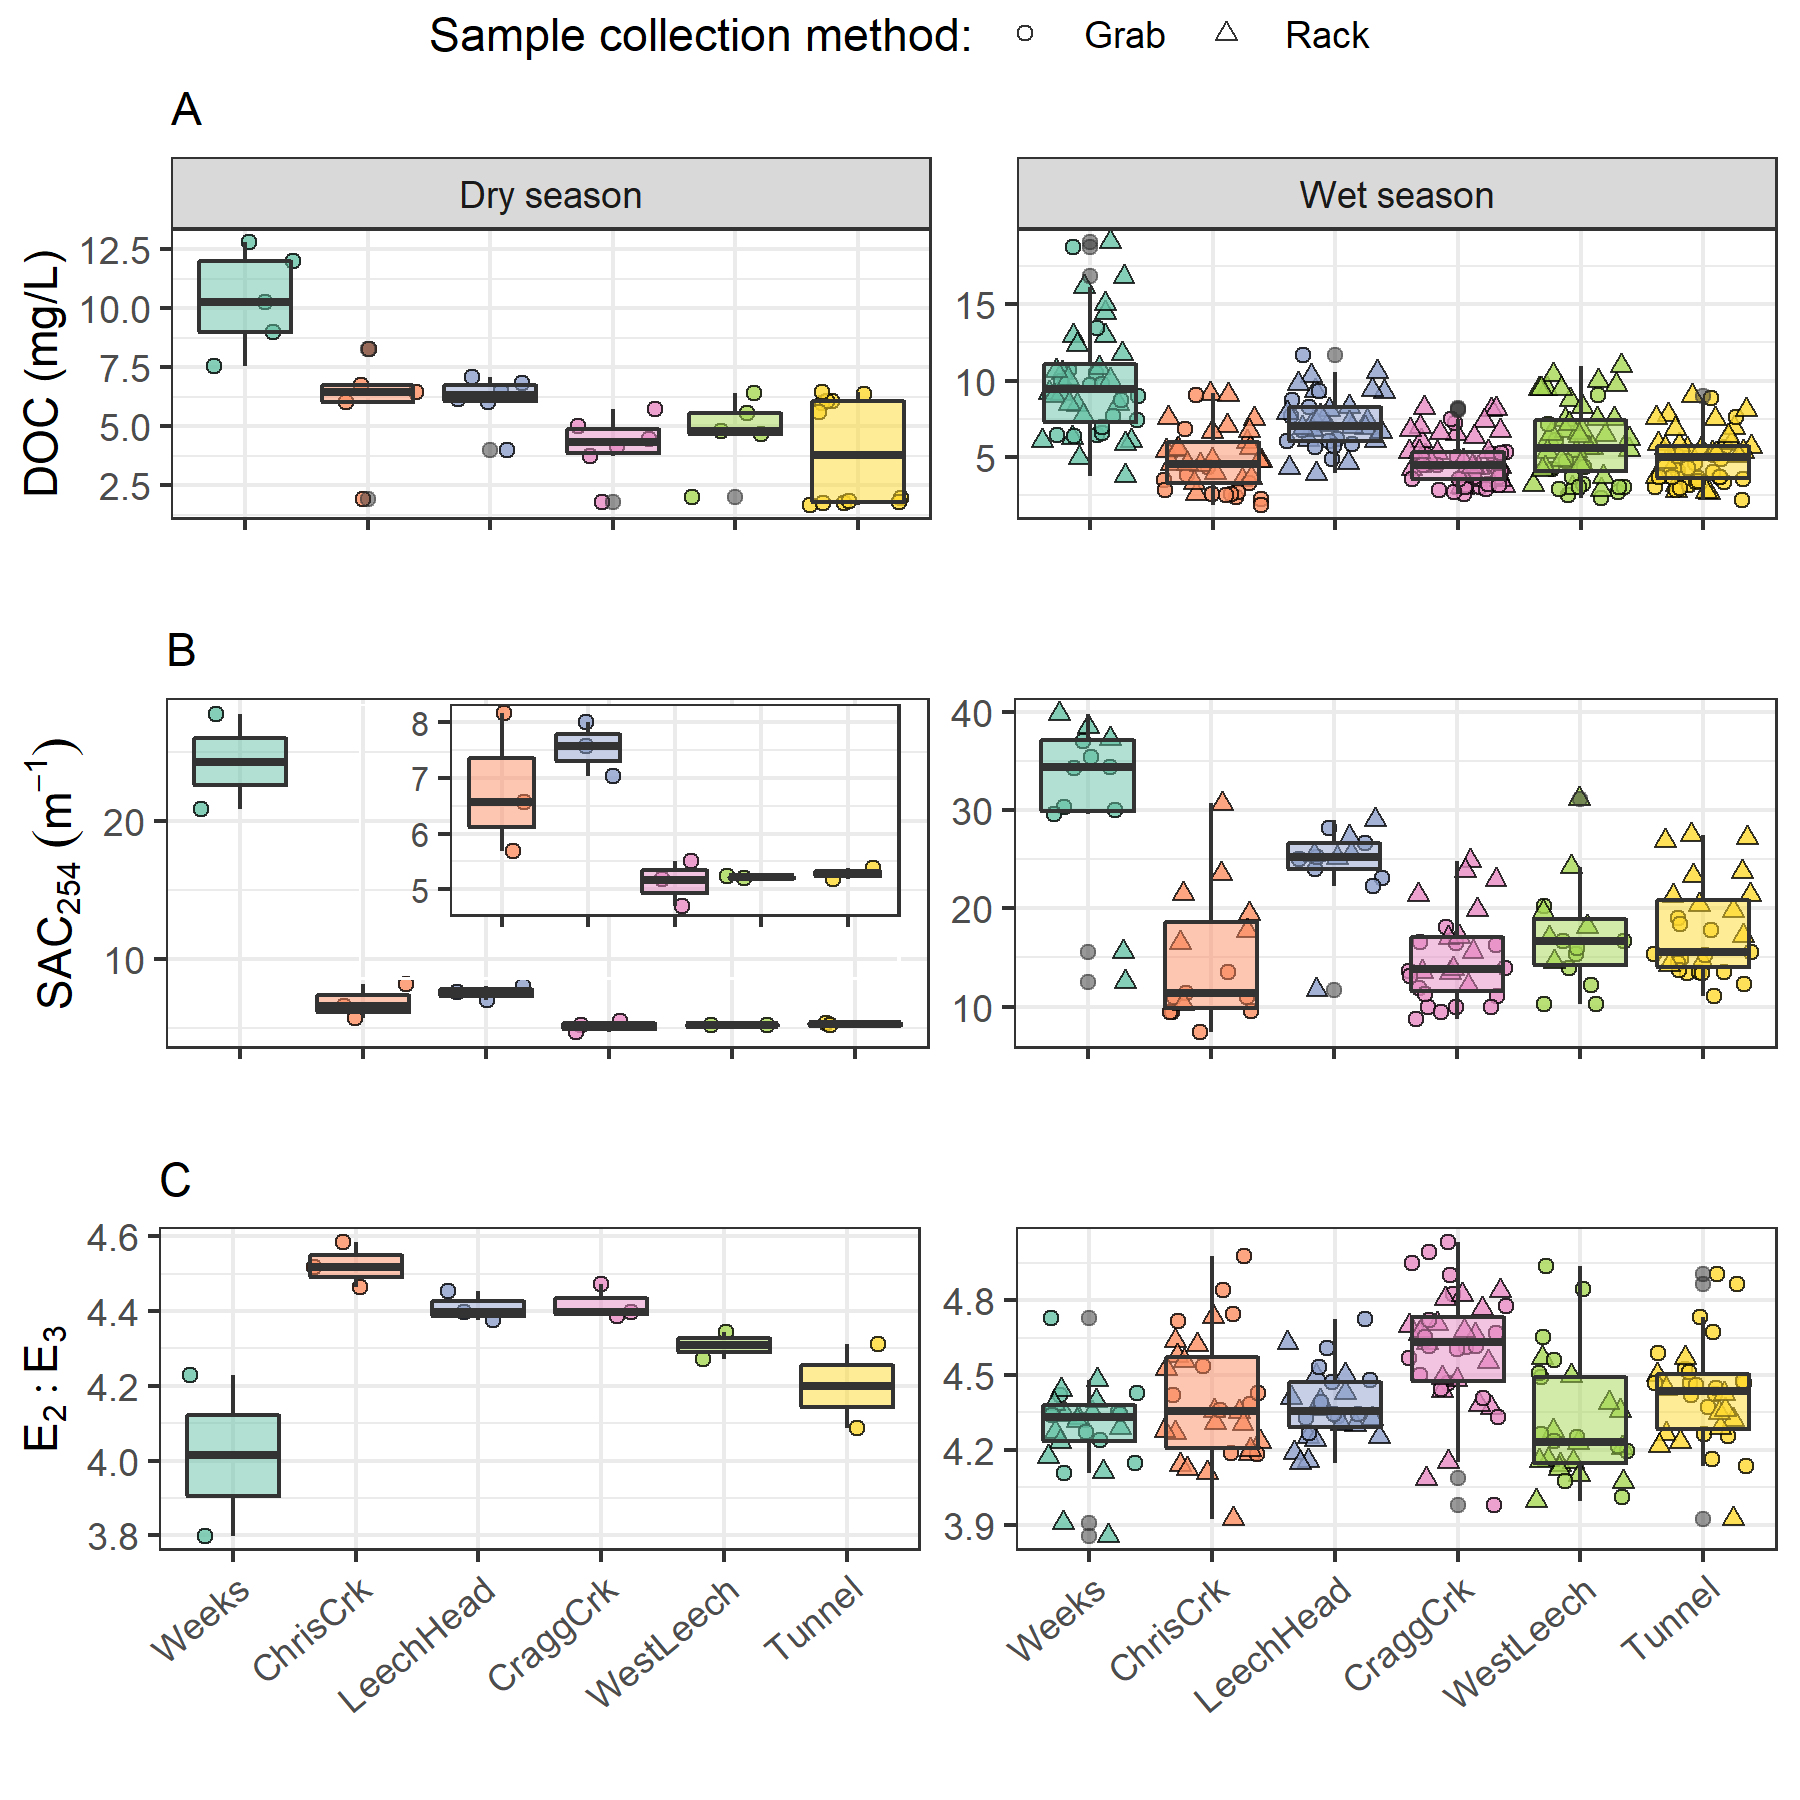 Sample collection method: Grab Rack
A
Dry season Wet season
DOC (mg/L)
12.5
10.0
7.5
5.0
2.5
15
10
5
B
SAC254 (m−1)
20
10
8
7
6
5
40
30
20
10
C
E2 : E3
4.6
4.4
4.2
4.0
3.8
4.8
4.5
4.2
3.9
Weeks ChrisCrk LeechHead CraggCrk WestLeech Tunnel
Weeks ChrisCrk LeechHead CraggCrk WestLeech Tunnel